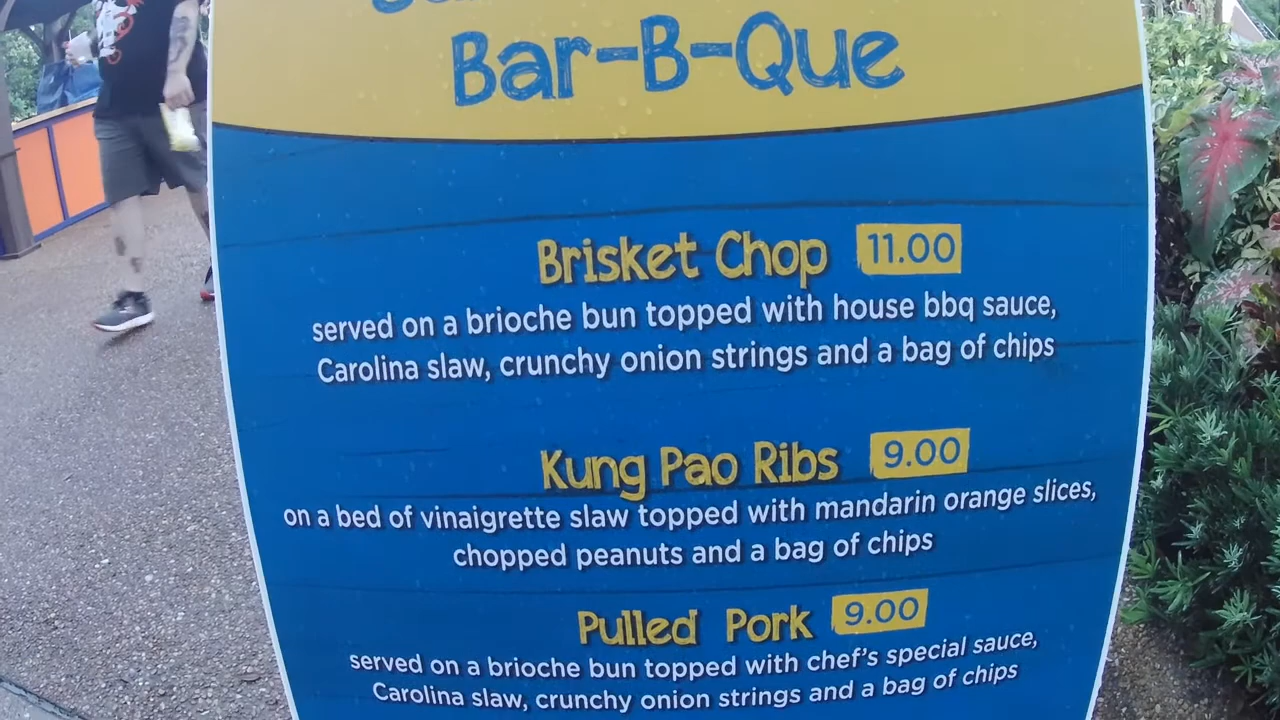 Bar-B-Que
Brisket Chop 11.00
served on a brioche bun topped with house bbq sauce,
Carolina slaw, crunchy onion strings and a bag of chips
Kung Pao Ribs 9.00
on a bed of vinaigrette slaw topped with mandarin orange slices,
chopped peanuts and a bag of chips
Pulled Pork 9.00
served on a brioche bun topped with chef's special sauce,
Carolina slaw, crunchy onion strings and a bag of chips